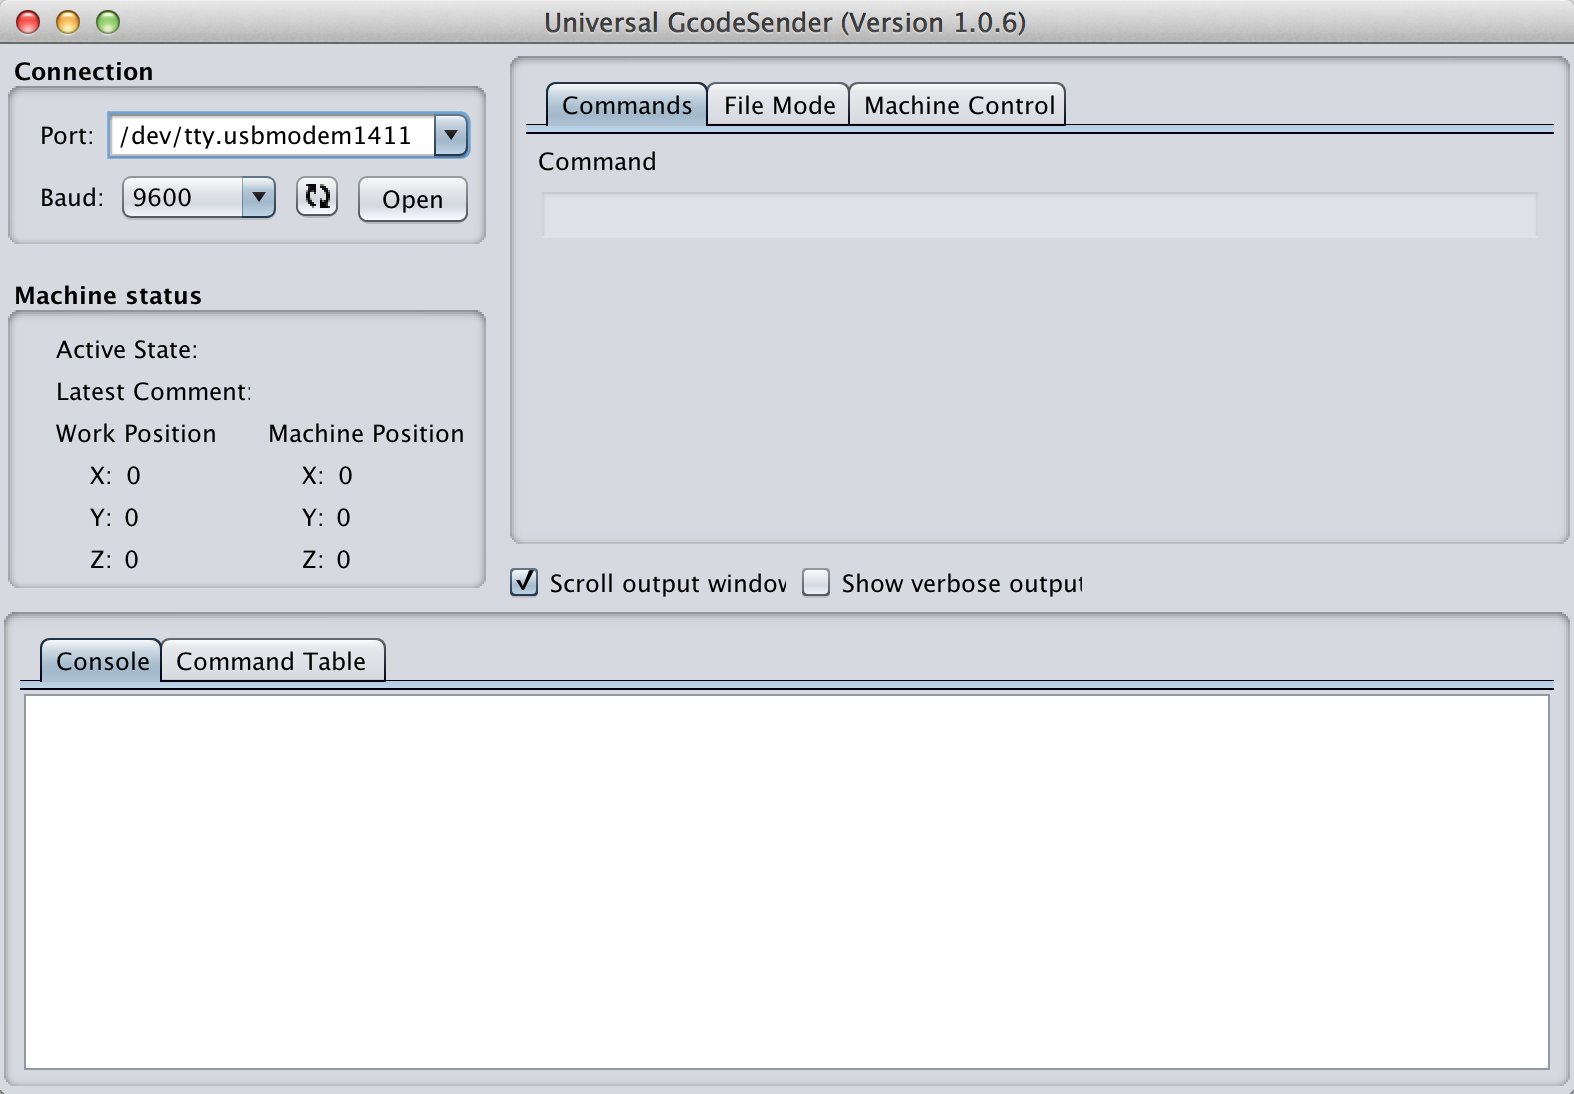 Universal GcodeSender (Version 1.0.6)
Connection
Port: /dev/tty.usbmodem1411
Baud: 9600 Open
Machine status
Active State:
Latest Comment:
Work Position Machine Position
X: 0 X: 0
Y: 0 Y: 0
Z: 0 Z: 0
Commands File Mode Machine Control
Command
Scroll output window Show verbose output
Console Command Table